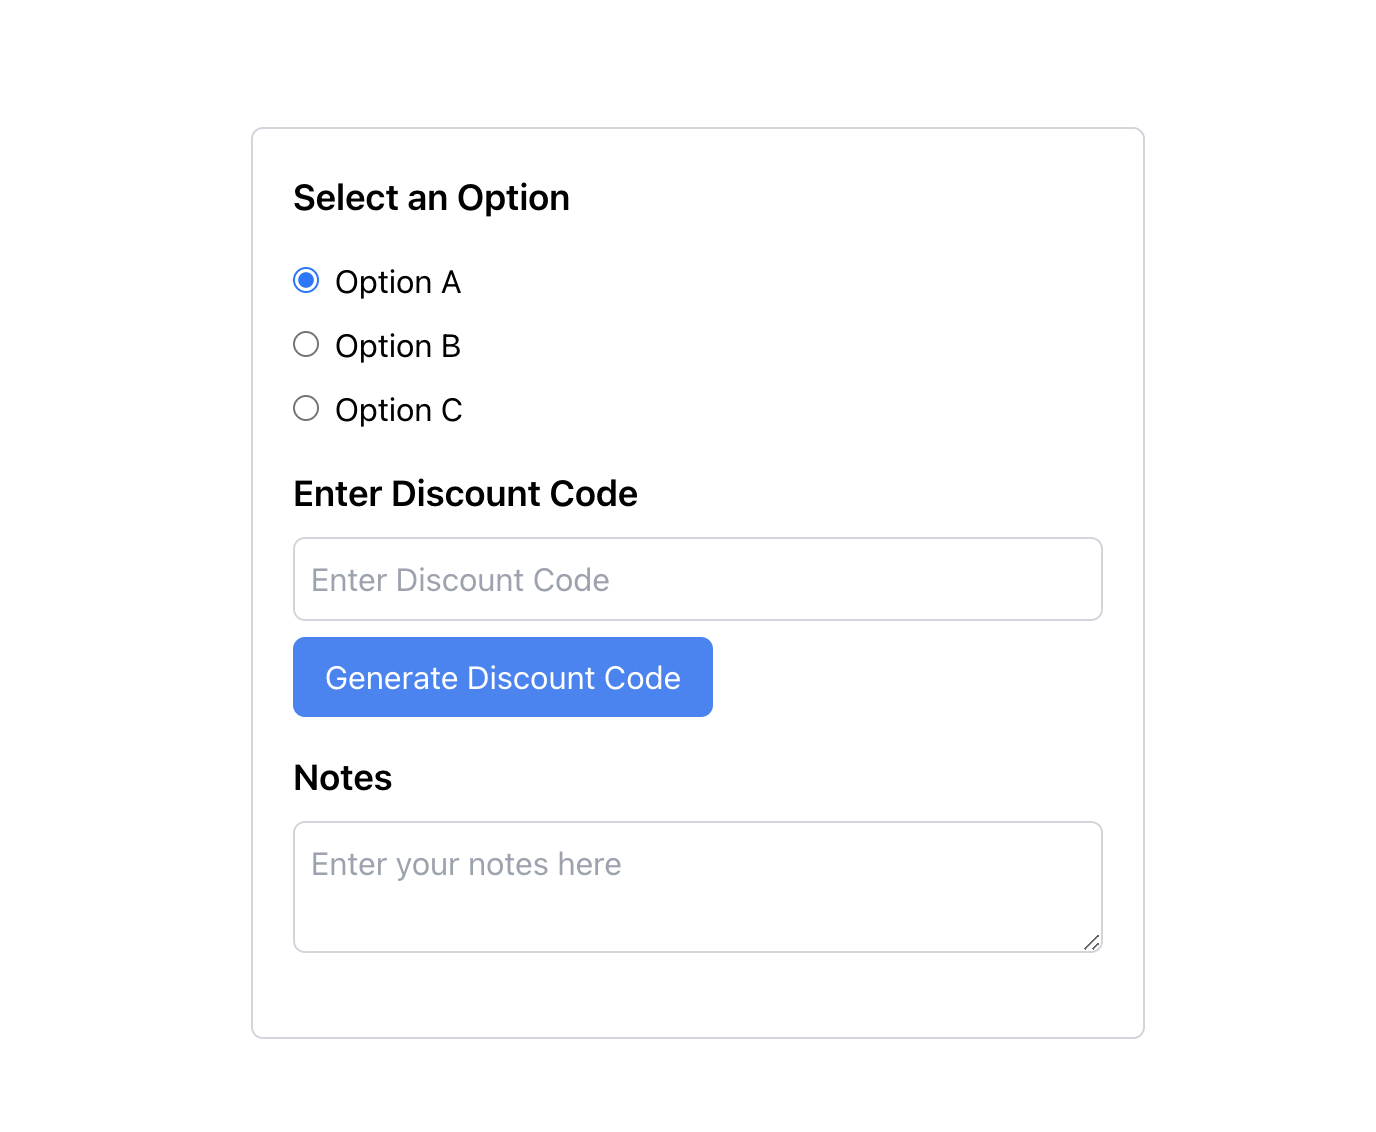 Select an Option
Option A
Option B
Option C
Enter Discount Code
Enter Discount Code
Generate Discount Code
Notes
Enter your notes here